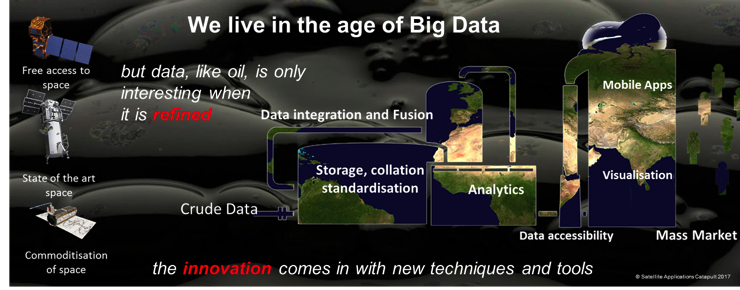 We live in the age of Big Data
Free access to
space
but data, like oil, is only
interesting when
it is refined
Data integration and Fusion
Mobile Apps
State of the art
space
Storage, collation
standardisation
Analytics
Visualisation
Crude Data
Data accessibility
Mass Market
Commoditisation
of space
the innovation comes in with new techniques and tools
© Satellite Applications Catapult 2017